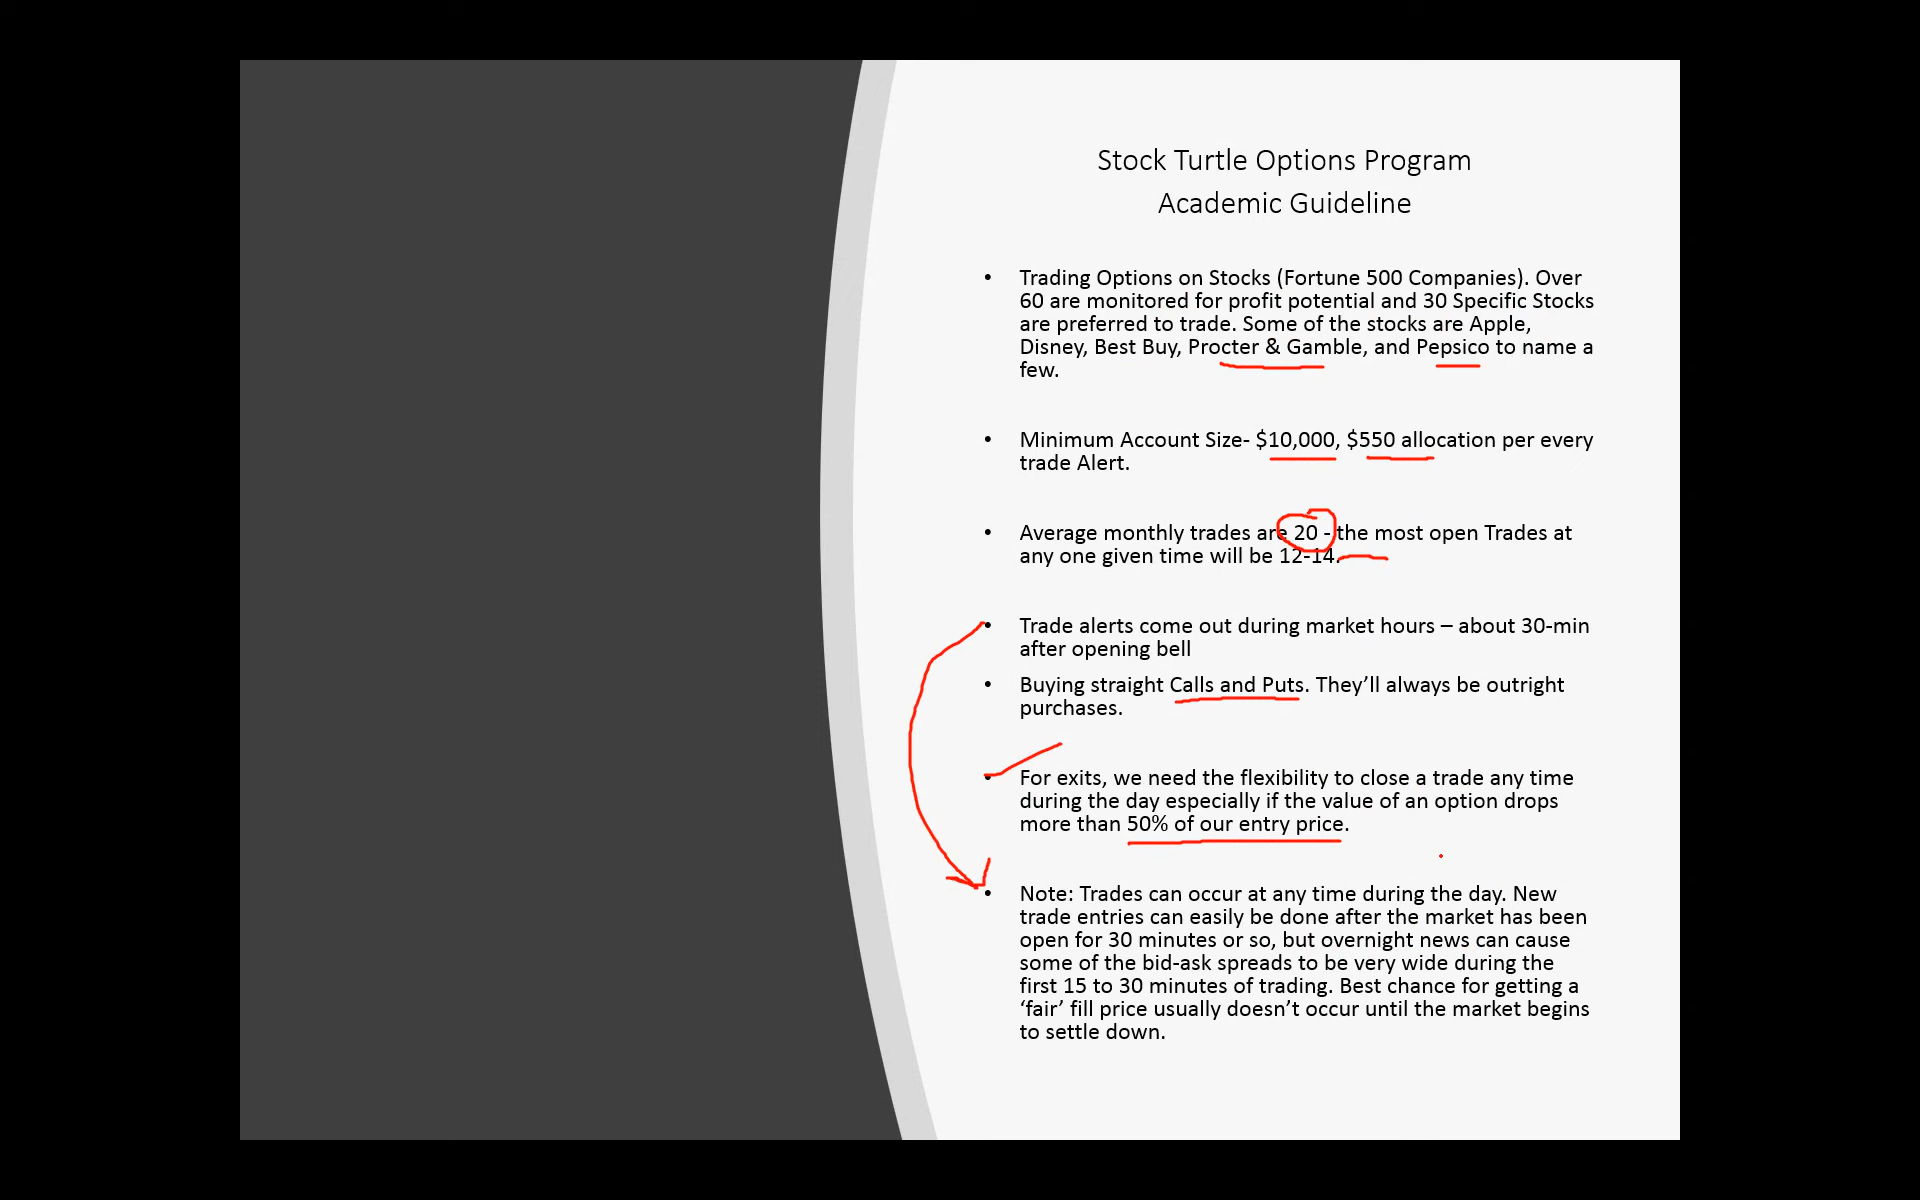 Stock Turtle Options Program
Academic Guideline
• Trading Options on Stocks (Fortune 500 Companies). Over
60 are monitored for profit potential and 30 Specific Stocks
are preferred to trade. Some of the stocks are Apple,
Disney, Best Buy, Procter & Gamble, and Pepsico to name a
few.
• Minimum Account Size- $10,000, $550 allocation per every
trade Alert.
• Average monthly trades are 20 - the most open Trades at
any one given time will be 12-14.
• Trade alerts come out during market hours – about 30-min
after opening bell
• Buying straight Calls and Puts. They’ll always be outright
purchases.
• For exits, we need the flexibility to close a trade any time
during the day especially if the value of an option drops
more than 50% of our entry price.
• Note: Trades can occur at any time during the day. New
trade entries can easily be done after the market has been
open for 30 minutes or so, but overnight news can cause
some of the bid-ask spreads to be very wide during the
first 15 to 30 minutes of trading. Best chance for getting a
‘fair’ fill price usually doesn’t occur until the market begins
to settle down.